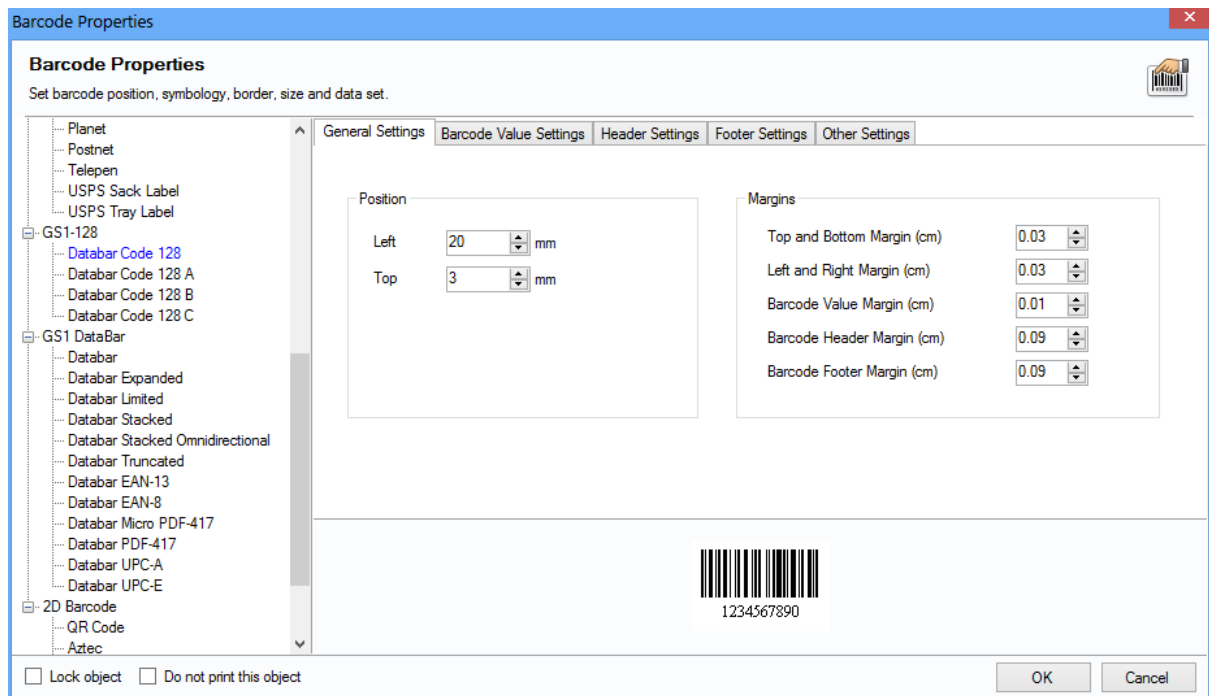 Barcode Properties
Barcode Properties
Set barcode position, symbology, border, size and data set.
Planet
Postnet
Telepen
USPS Sack Label
USPS Tray Label
GS1-128
Databar Code 128
Databar Code 128 A
Databar Code 128 B
Databar Code 128 C
GS1 DataBar
Databar
Databar Expanded
Databar Limited
Databar Stacked
Databar Stacked Omnidirectional
Databar Truncated
Databar EAN-13
Databar EAN-8
Databar Micro PDF-417
Databar PDF-417
Databar UPC-A
Databar UPC-E
2D Barcode
QR Code
Aztec
General Settings Barcode Value Settings Header Settings Footer Settings Other Settings
Position
Left 20 mm
Top 3 mm
Margins
Top and Bottom Margin (cm) 0.03
Left and Right Margin (cm) 0.03
Barcode Value Margin (cm) 0.01
Barcode Header Margin (cm) 0.09
Barcode Footer Margin (cm) 0.09
1234567890
Lock object Do not print this object OK Cancel